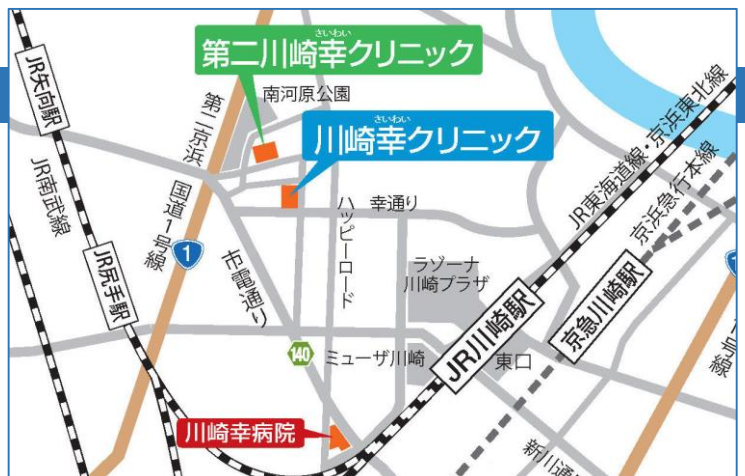 さいわい
第二川崎幸クリニック
南河原公園
さいわい
川崎幸クリニック
JR矢向駅
JR南武線
第二京浜
国道1号線
1
JR尻手駅
市電通り
幸通り
ハッピーロード
JR東海道線・京浜東北線
京浜急行本線
ラゾーナ
川崎プラザ
JR川崎駅
京急川崎駅
140
ミューザ川崎
東口
川崎幸病院